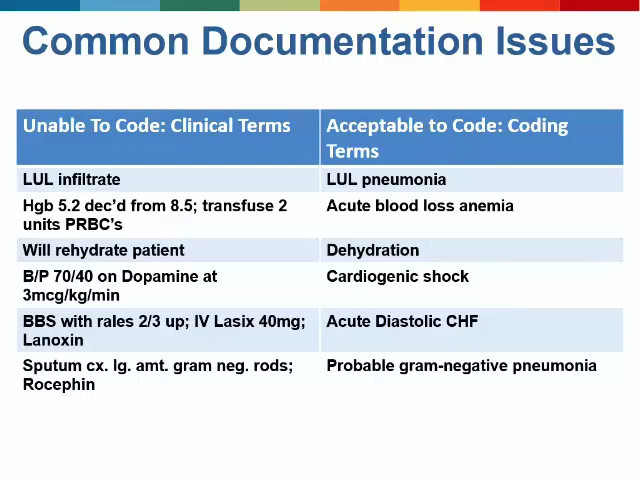 Common Documentation Issues
Unable To Code: Clinical Terms
Acceptable to Code: Coding
Terms
LUL infiltrate
LUL pneumonia
Hgb 5.2 dec'd from 8.5; transfuse 2
units PRBC's
Acute blood loss anemia
Will rehydrate patient
Dehydration
B/P 70/40 on Dopamine at
3mcg/kg/min
Cardiogenic shock
BBS with rales 2/3 up; IV Lasix 40mg;
Lanoxin
Acute Diastolic CHF
Sputum cx. lg. amt. gram neg. rods;
Rocephin
Probable gram-negative pneumonia